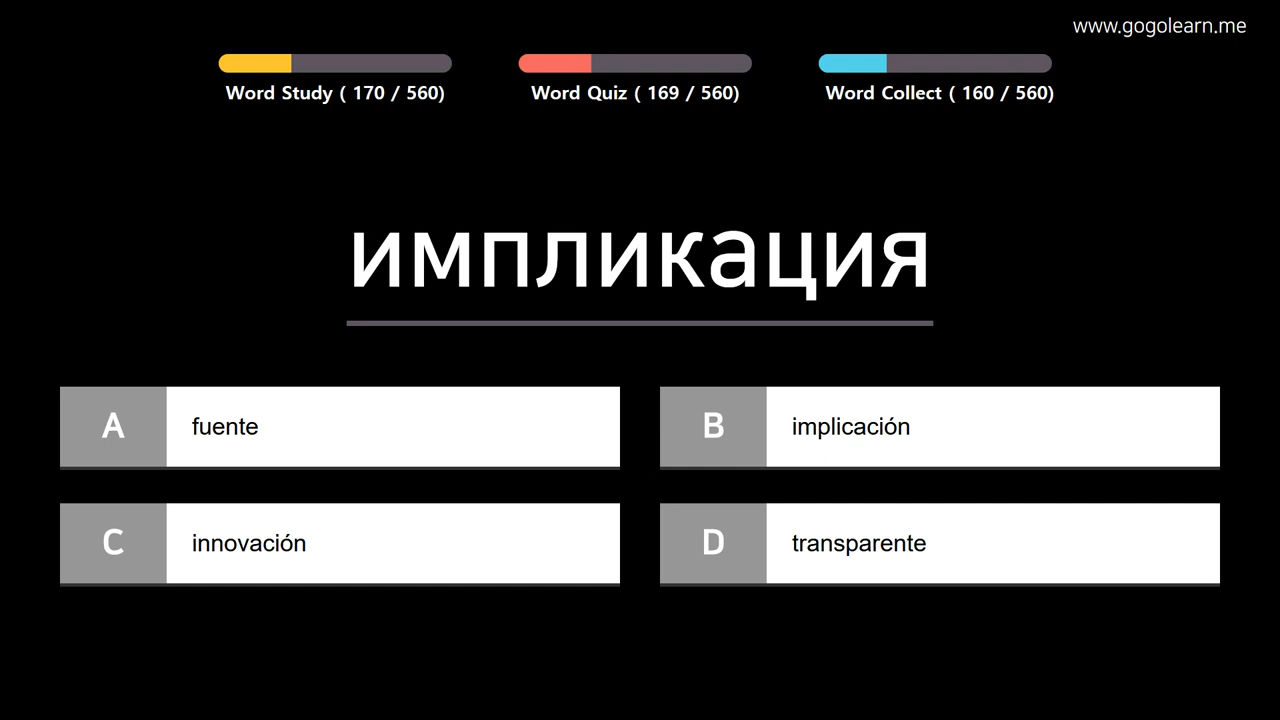 www.gogolearn.me
Word Study ( 170 / 560)
Word Quiz ( 169 / 560)
Word Collect ( 160 / 560)
импликация
A fuente
B implicación
C innovación
D transparente